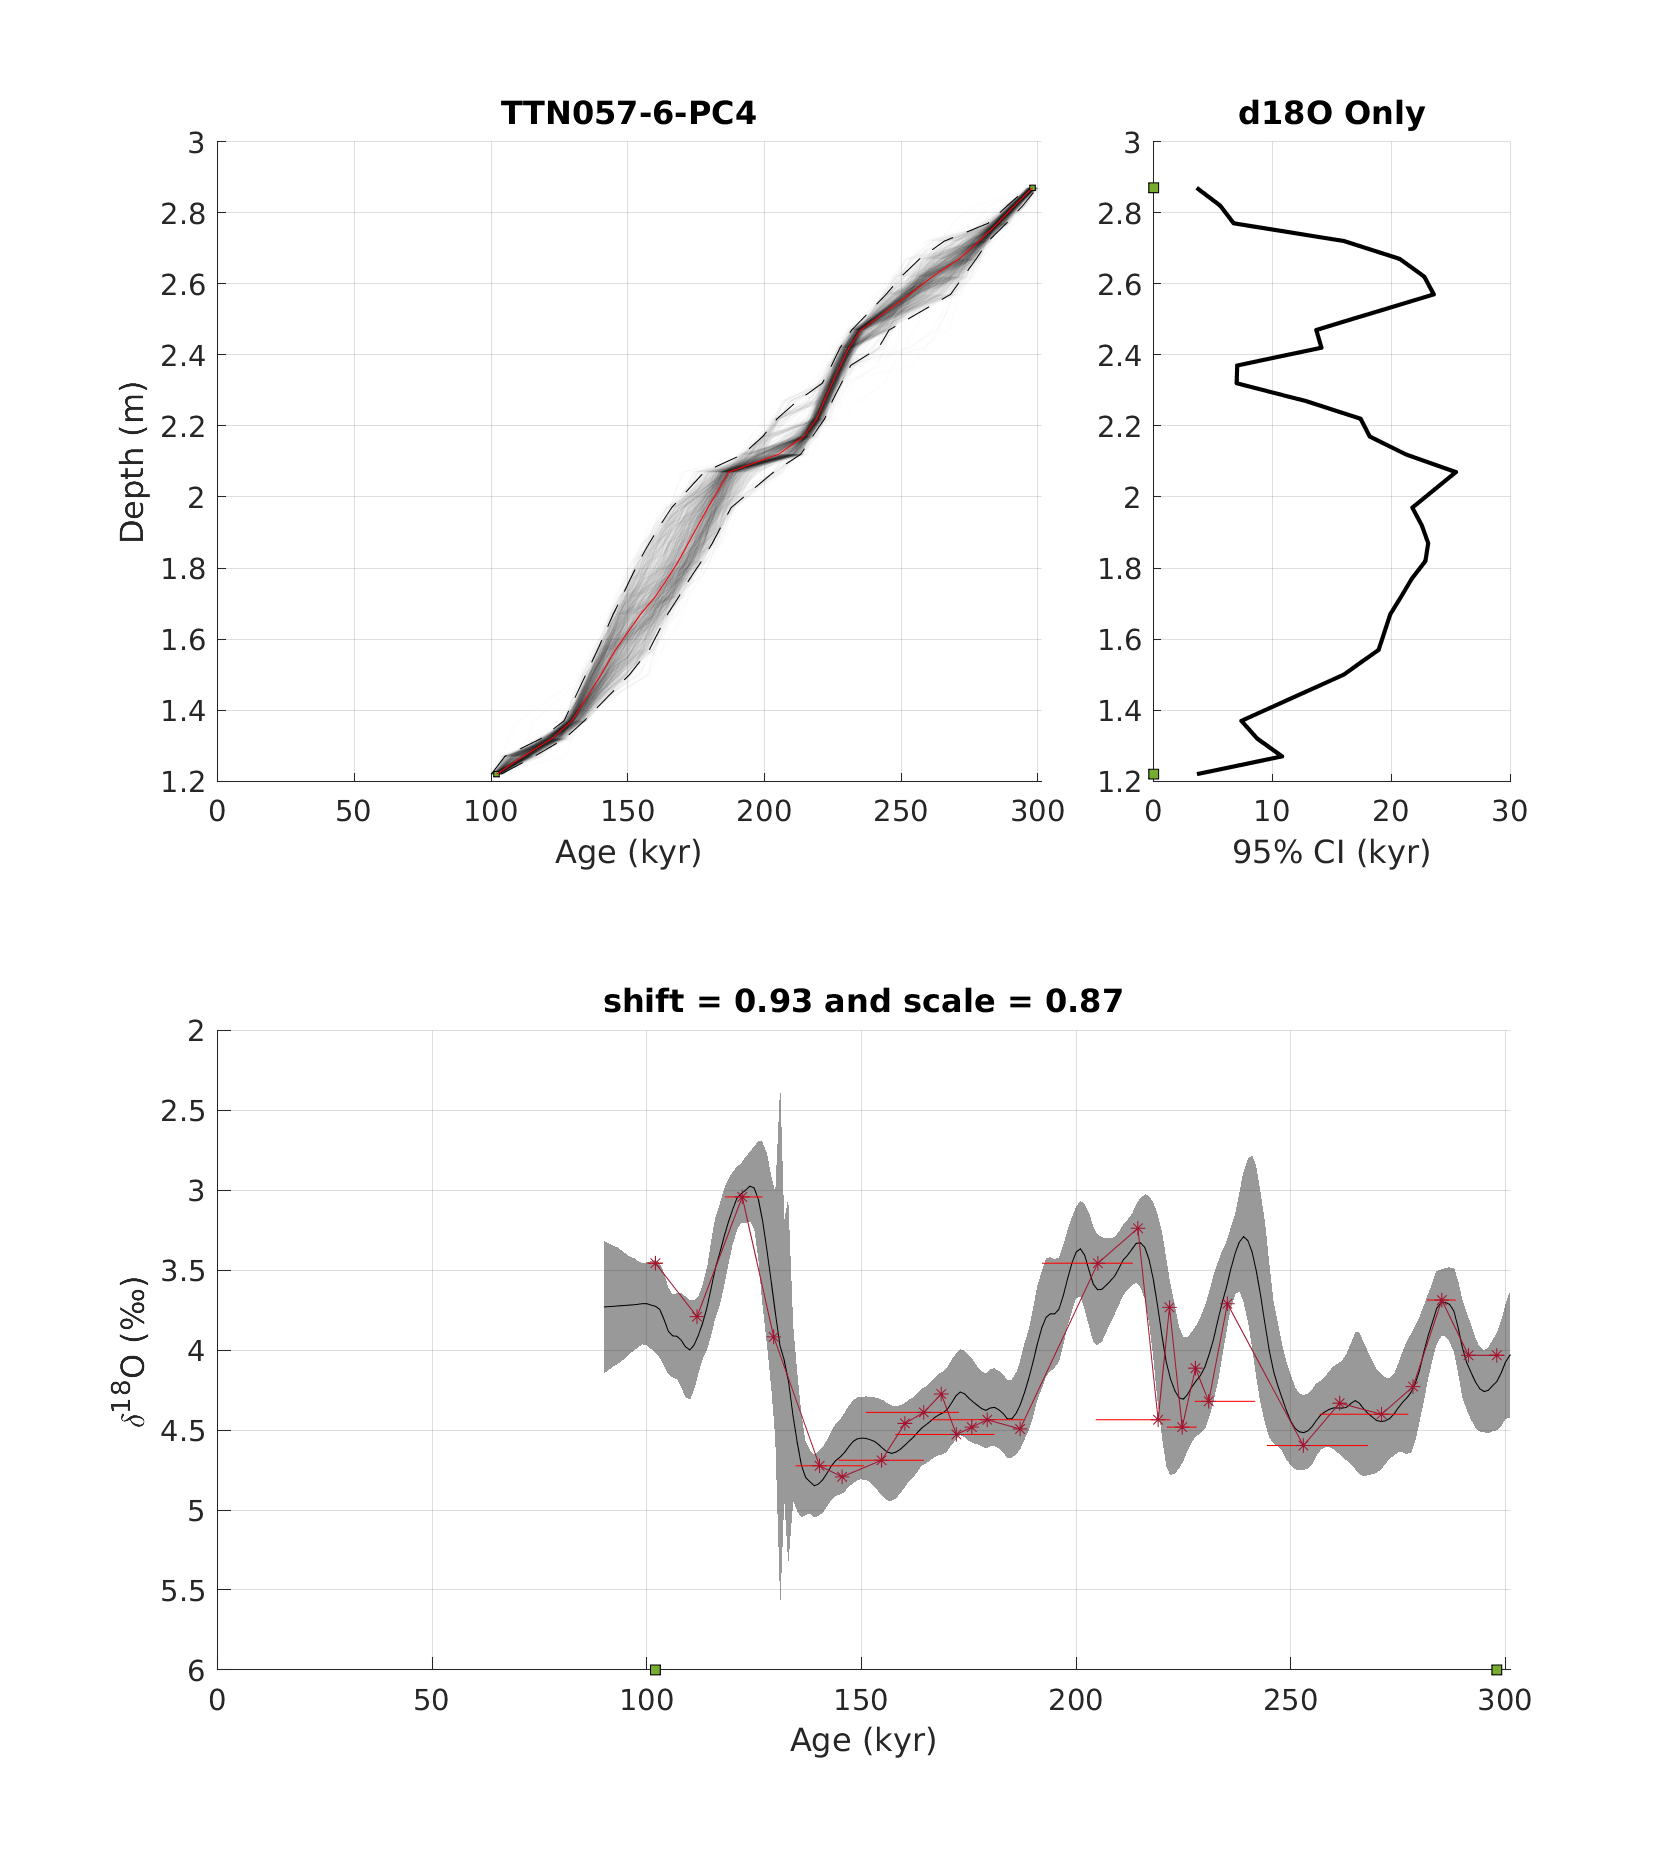 TTN057-6-PC4
d18O Only
3
2.8
2.6
2.4
2.2
2
1.8
1.6
1.4
1.2
Depth (m)
0 50 100 150 200 250 300
Age (kyr)
3
2.8
2.6
2.4
2.2
2
1.8
1.6
1.4
1.2
0 10 20 30
95% CI (kyr)
shift = 0.93 and scale = 0.87
2
2.5
3
3.5
4
4.5
5
5.5
6
δ18O (‰)
0 50 100 150 200 250 300
Age (kyr)